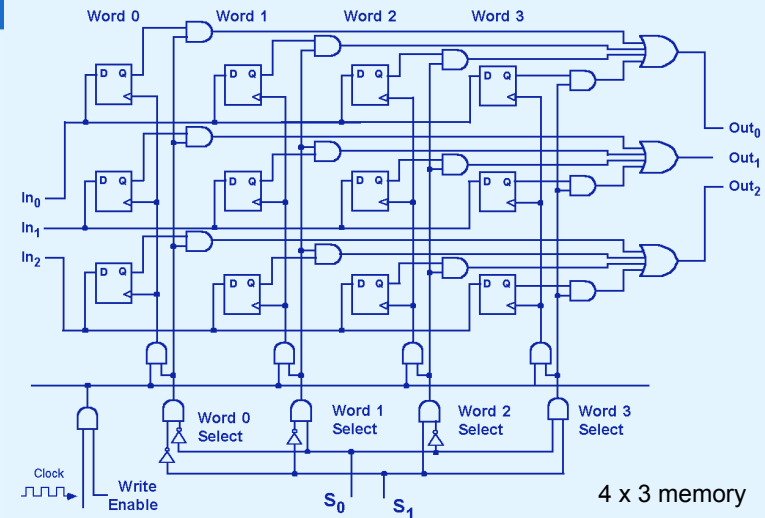 Word 0 Word 1 Word 2 Word 3
D Q D Q D Q D Q
Out₀
Out₁
D Q D Q D Q D Q
Out₂
In₀
In₁
In₂
D Q D Q D Q D Q
Word 0 Select
Word 1 Select
Word 2 Select
Word 3 Select
Clock
Write Enable
S₀ S₁
4 x 3 memory